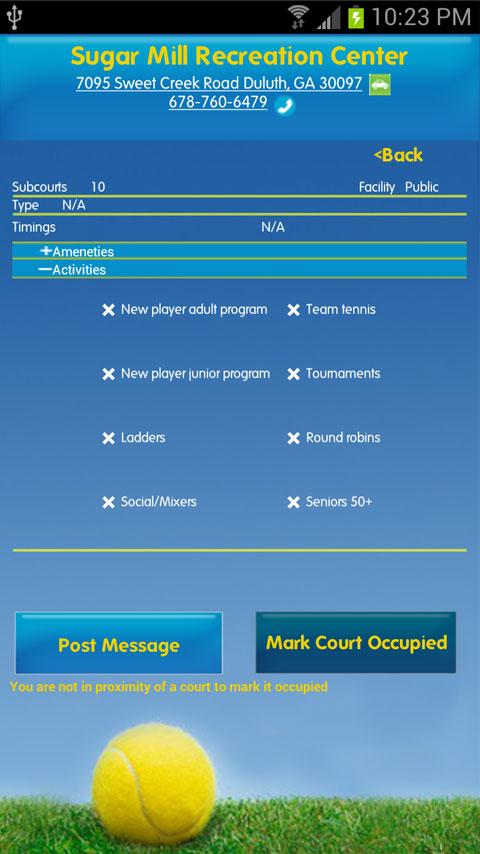 10:23 PM
Sugar Mill Recreation Center
7095 Sweet Creek Road Duluth, GA 30097
678-760-6479
<Back
Subcourts 10 Facility Public
Type N/A
Timings N/A
+Ameneties
—Activities
New player adult program Team tennis
New player junior program Tournaments
Ladders Round robins
Social/Mixers Seniors 50+
Post Message Mark Court Occupied
You are not in proximity of a court to mark it occupied